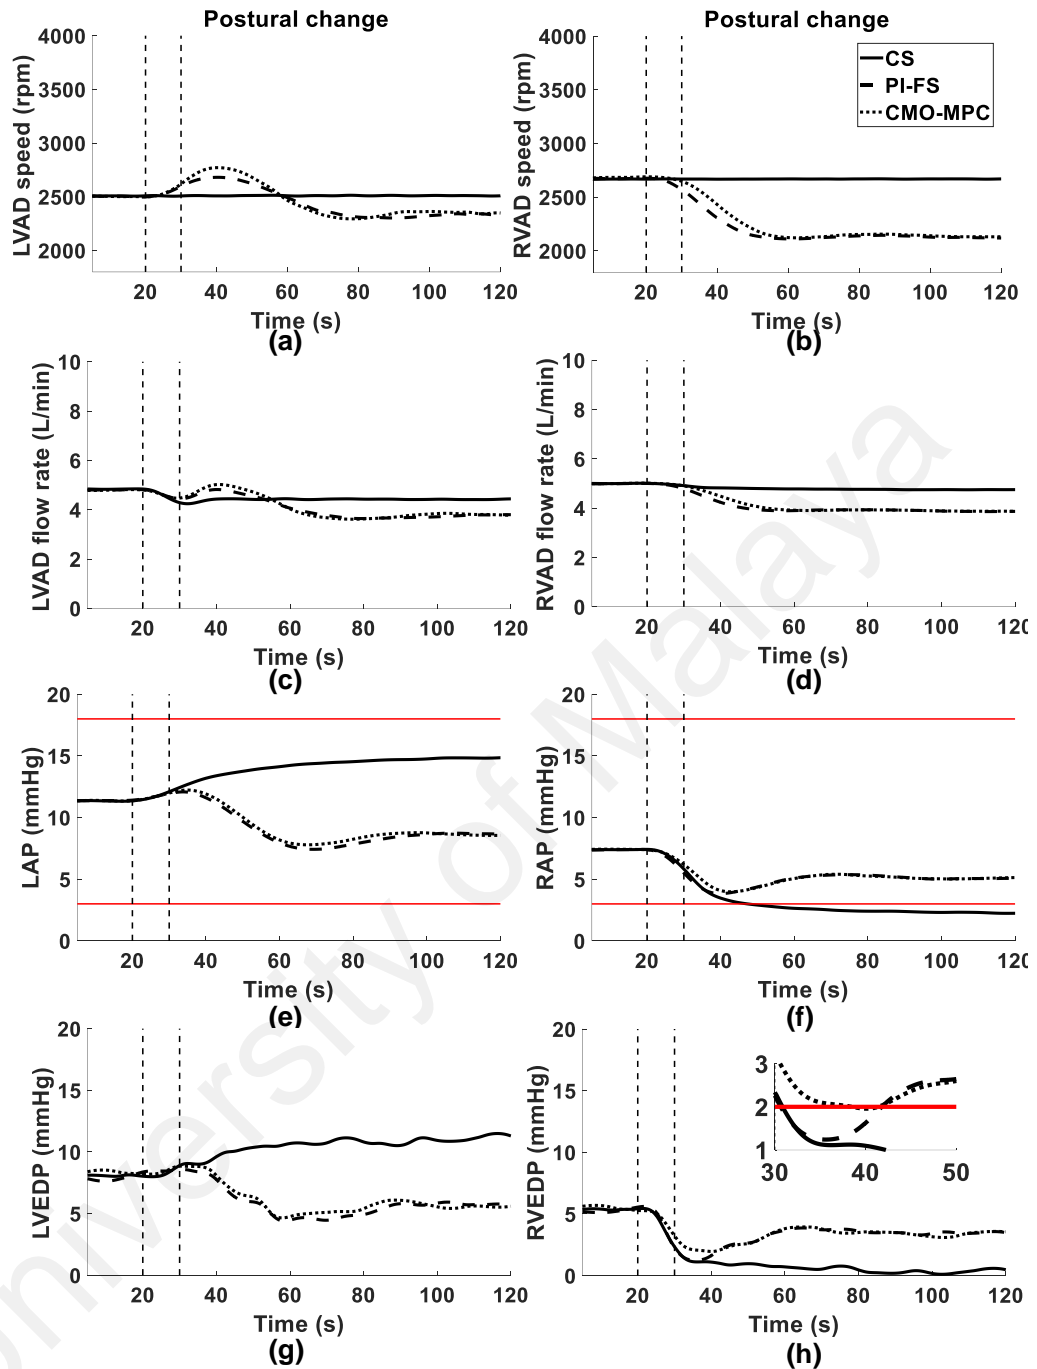 Postural change
Postural change
4000
3500
3000
2500
2000
LVAD speed (rpm)
20 40 60 80 100 120
Time (s)
(a)
4000
3500
3000
2500
2000
RVAD speed (rpm)
CS
PI-FS
CMO-MPC
20 40 60 80 100 120
Time (s)
(b)
10
8
6
4
2
0
LVAD flow rate (L/min)
20 40 60 80 100 120
Time (s)
(c)
10
8
6
4
2
0
RVAD flow rate (L/min)
20 40 60 80 100 120
Time (s)
(d)
20
15
10
5
0
LAP (mmHg)
20 40 60 80 100 120
Time (s)
(e)
20
15
10
5
0
RAP (mmHg)
20 40 60 80 100 120
Time (s)
(f)
20
15
10
5
0
LVEDP (mmHg)
20 40 60 80 100 120
Time (s)
(g)
20
15
10
5
0
RVEDP (mmHg)
3
2
1
30 40 50
20 40 60 80 100 120
Time (s)
(h)
University of Malaya